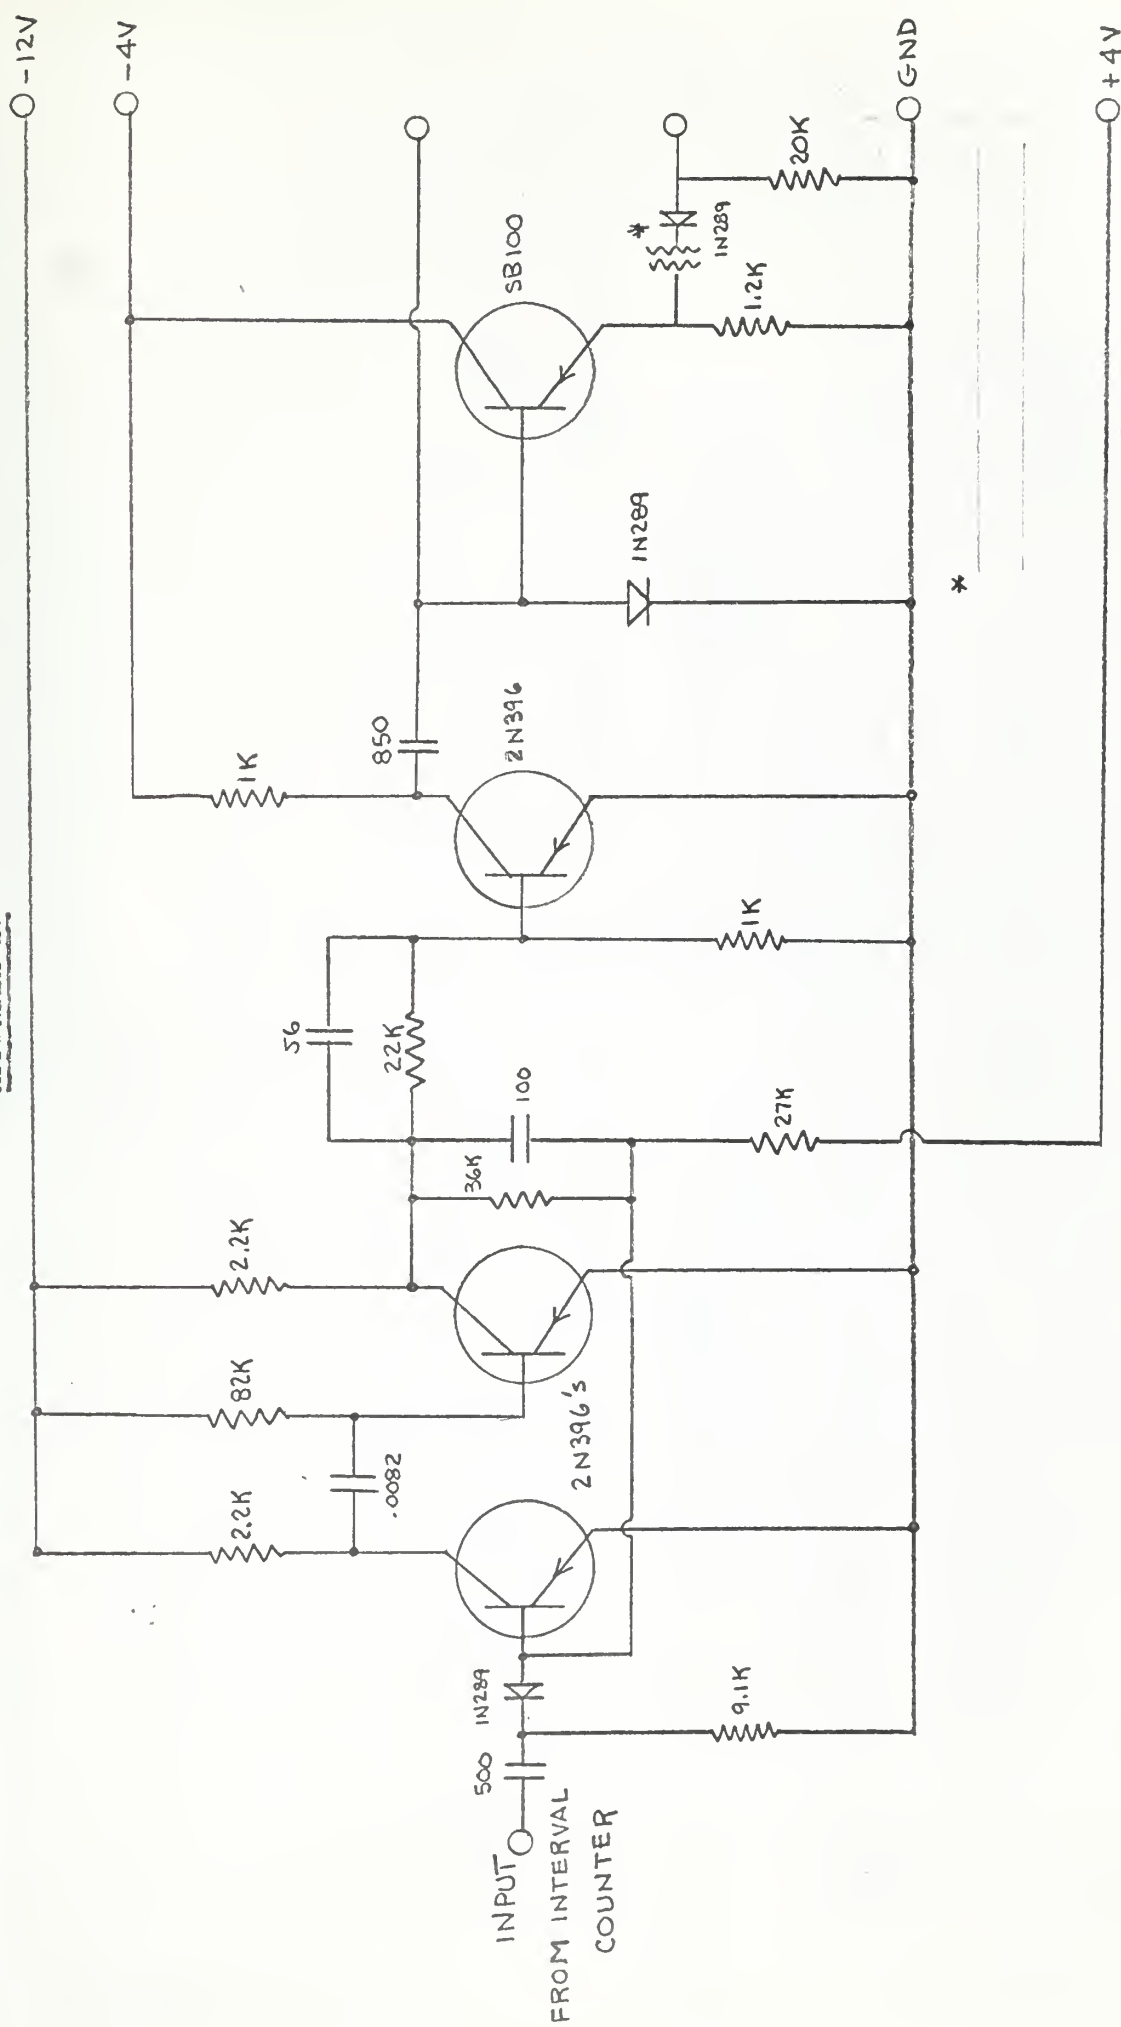 -12V
-4V
GND
+4V
2.2K
82K
2.2K
1K
.0082
56
22K
850
36K
100
SB100
INPUT
FROM INTERVAL
COUNTER
500
1N289
2N396's
2N396
1N289
*
1N289
9.1K
27K
1K
1.2K
20K
*